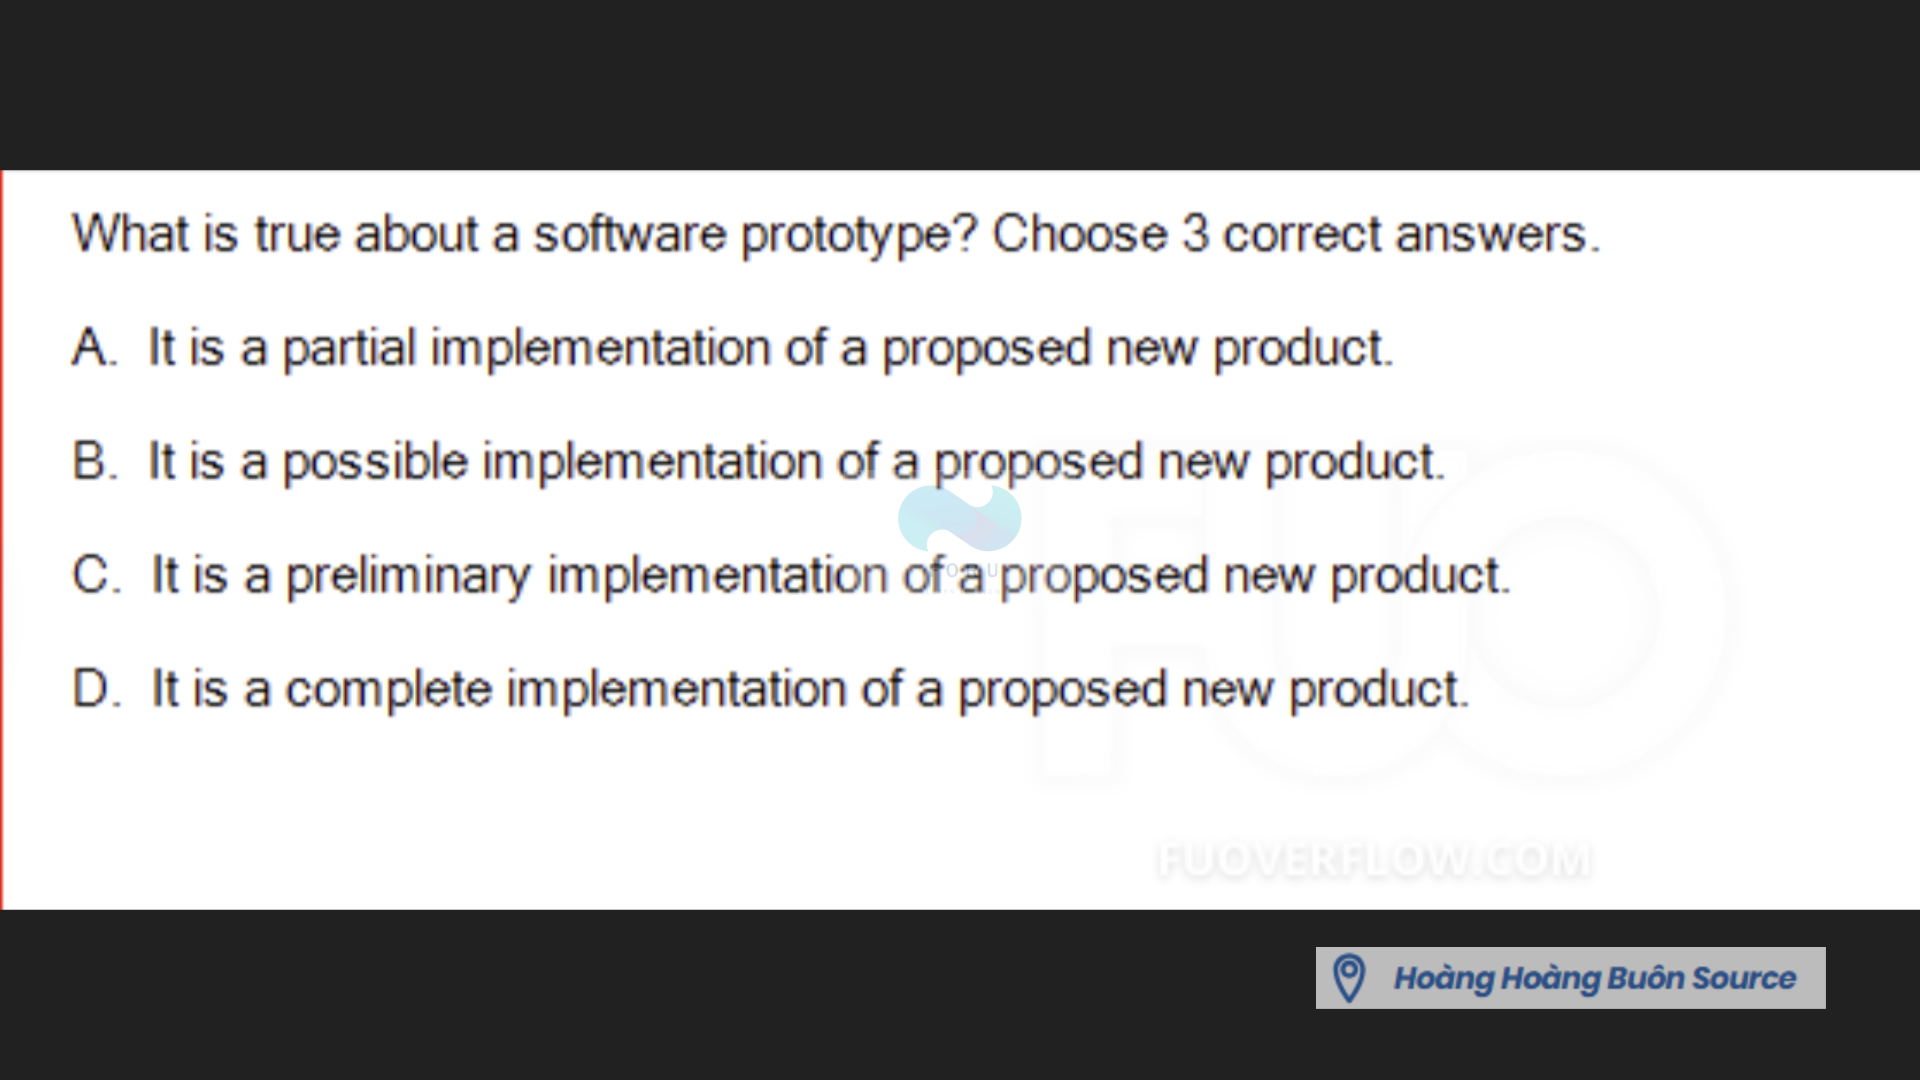 What is true about a software prototype? Choose 3 correct answers.
A. It is a partial implementation of a proposed new product.
B. It is a possible implementation of a proposed new product.
C. It is a preliminary implementation of a proposed new product.
D. It is a complete implementation of a proposed new product.
FUO
FUOVERFLOW.COM
Hoàng Hoàng Buôn Source